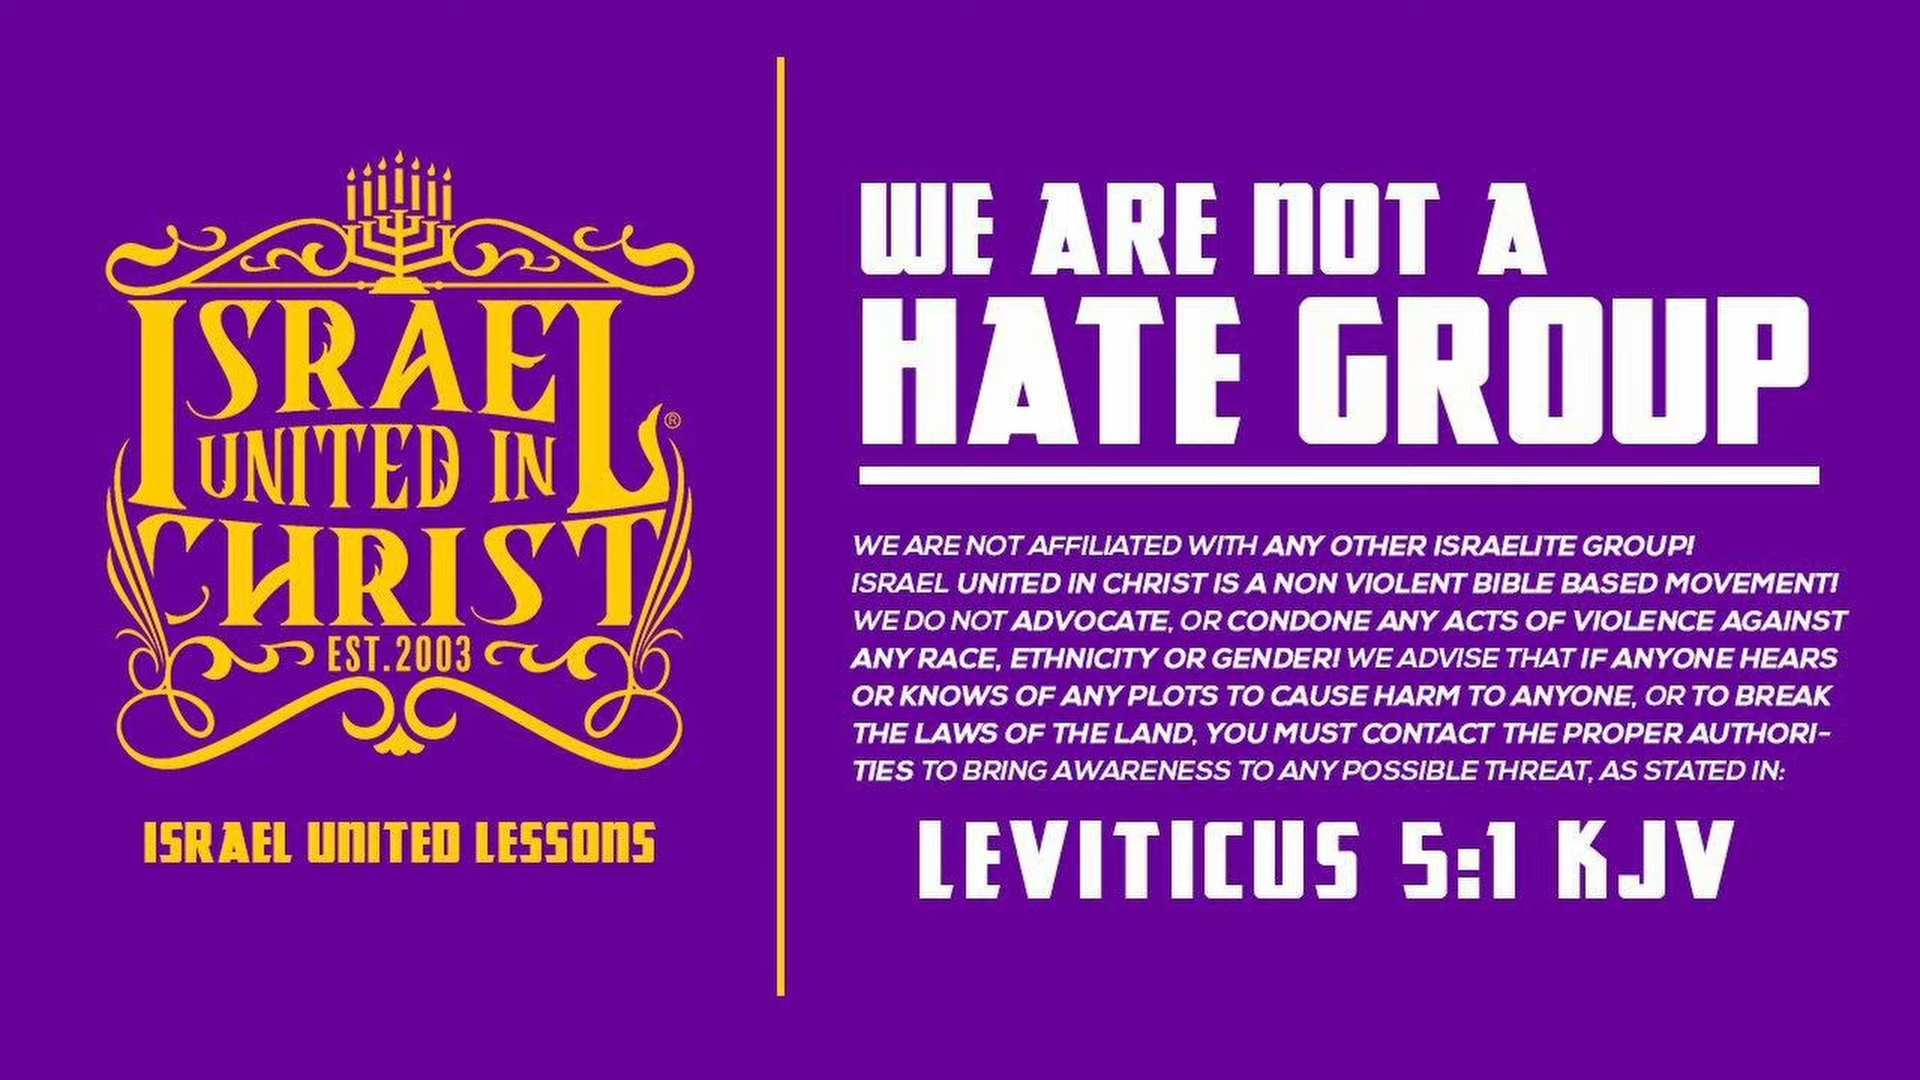 ISRAEL
UNITED IN
CHRIST
®
EST.2003
ISRAEL UNITED LESSONS
WE ARE NOT A
HATE GROUP
WE ARE NOT AFFILIATED WITH ANY OTHER ISRAELITE GROUP!
ISRAEL UNITED IN CHRIST IS A NON VIOLENT BIBLE BASED MOVEMENT!
WE DO NOT ADVOCATE, OR CONDONE ANY ACTS OF VIOLENCE AGAINST
ANY RACE, ETHNICITY OR GENDER! WE ADVISE THAT IF ANYONE HEARS
OR KNOWS OF ANY PLOTS TO CAUSE HARM TO ANYONE, OR TO BREAK
THE LAWS OF THE LAND, YOU MUST CONTACT THE PROPER AUTHORI-
TIES TO BRING AWARENESS TO ANY POSSIBLE THREAT, AS STATED IN:
LEVITICUS 5:1 KJV